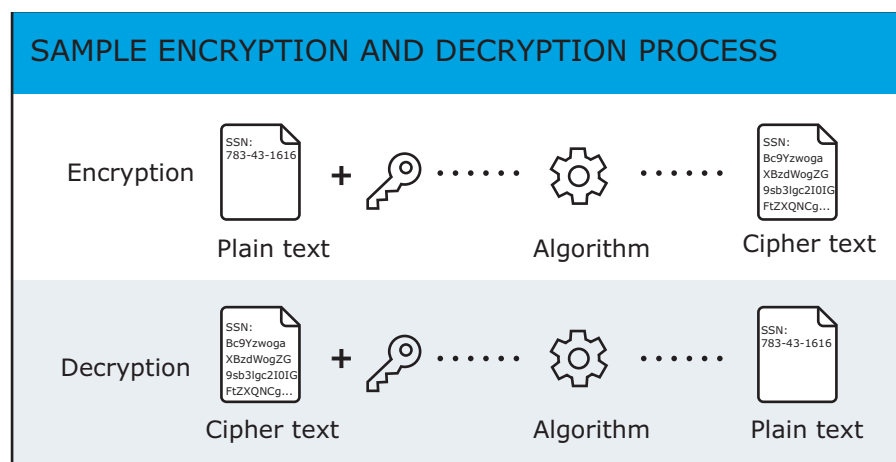 SAMPLE ENCRYPTION AND DECRYPTION PROCESS
Encryption
SSN:
783-43-1616
+
Plain text
Algorithm
SSN:
Bc9Yzwoga
XBzdWogZG
9sb3lgc2I0IG
FtZXQNCg...
Cipher text
Decryption
SSN:
Bc9Yzwoga
XBzdWogZG
9sb3lgc2I0IG
FtZXQNCg...
+
Cipher text
Algorithm
SSN:
783-43-1616
Plain text